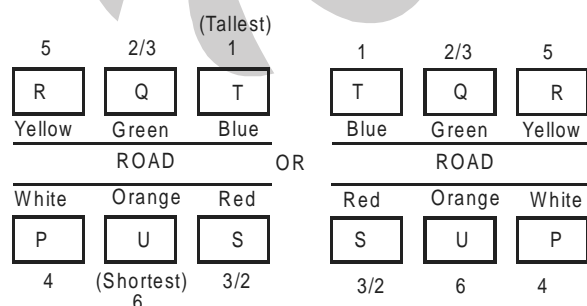 (Tallest)
5 2/3 1 1 2/3 5
R Q T T Q R
Yellow Green Blue Blue Green Yellow
ROAD OR ROAD
White Orange Red Red Orange White
P U S S U P
4 (Shortest) 3/2 3/2 6 4
6